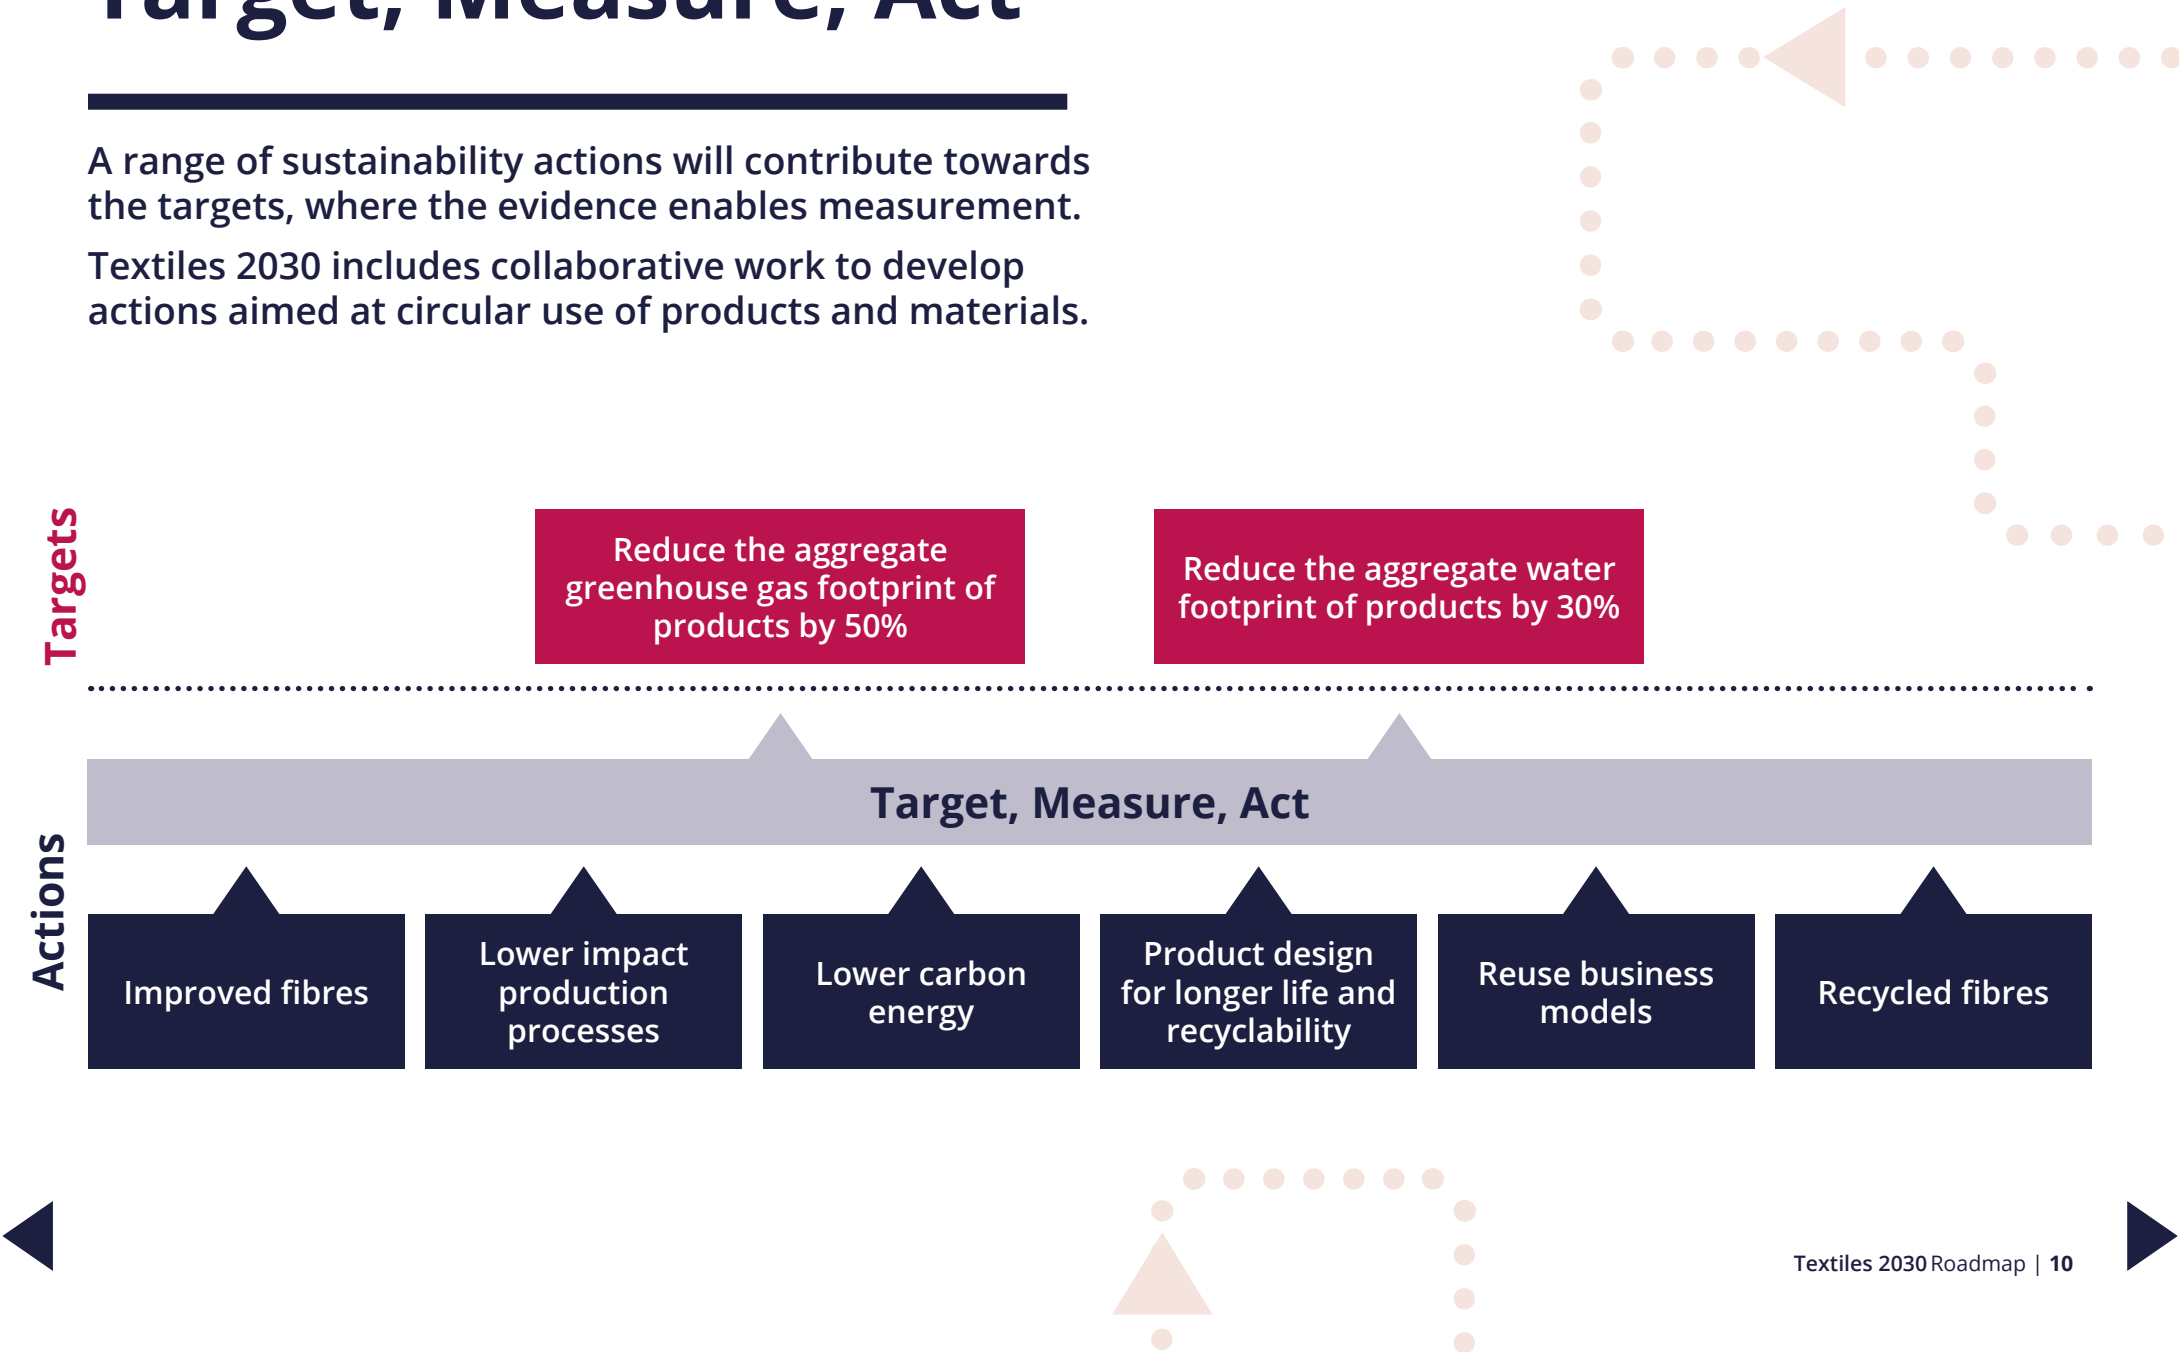 Target, Measure, Act
A range of sustainability actions will contribute towards
the targets, where the evidence enables measurement.
Textiles 2030 includes collaborative work to develop
actions aimed at circular use of products and materials.
Targets
Reduce the aggregate
greenhouse gas footprint of
products by 50%
Reduce the aggregate water
footprint of products by 30%
Target, Measure, Act
Actions
Improved fibres
Lower impact
production
processes
Lower carbon
energy
Product design
for longer life and
recyclability
Reuse business
models
Recycled fibres
Textiles 2030 Roadmap | 10